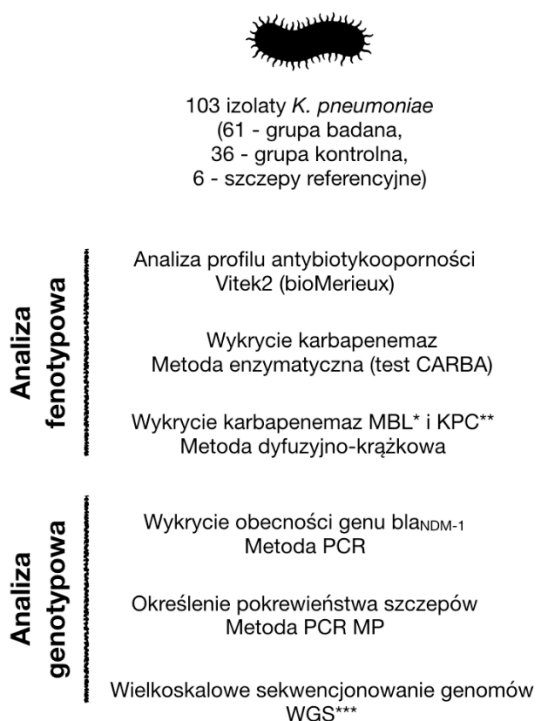 103 izolaty K. pneumoniae
(61 - grupa badana,
36 - grupa kontrolna,
6 - szczepy referencyjne)
Analiza
fenotypowa
Analiza profilu antybiotykooporności
Vitek2 (bioMerieux)
Wykrycie karbapenemaz
Metoda enzymatyczna (test CARBA)
Wykrycie karbapenemaz MBL* i KPC**
Metoda dyfuzyjno-krążkowa
Analiza
genotypowa
Wykrycie obecności genu blaNDM-1
Metoda PCR
Określenie pokrewieństwa szczepów
Metoda PCR MP
Wielkoskalowe sekwencjonowanie genomów
WGS***